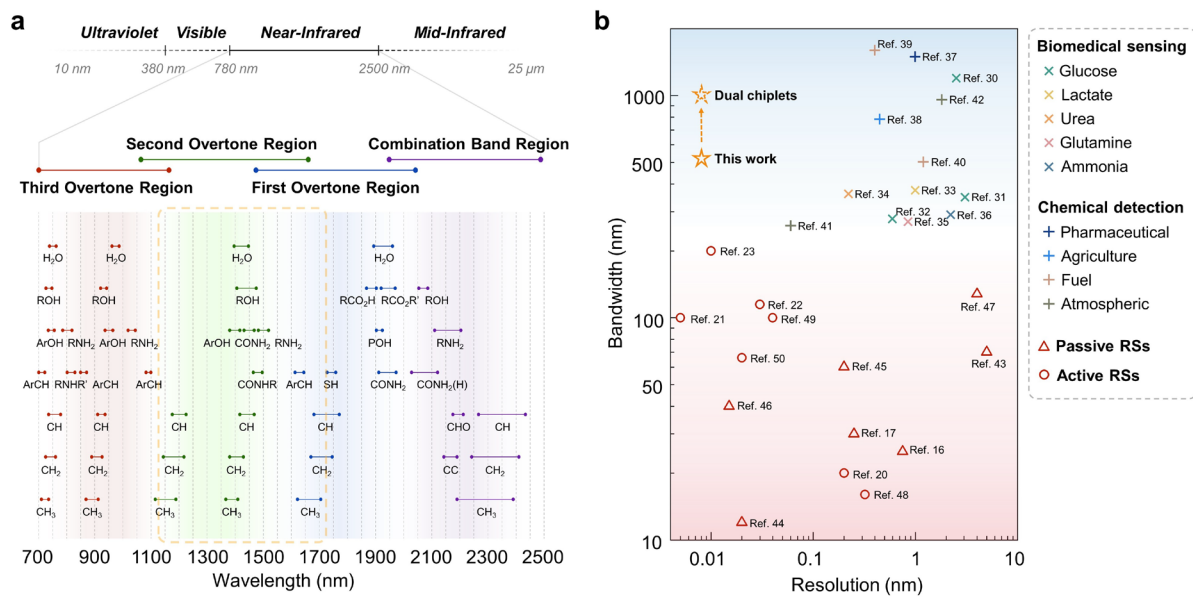 a
Ultraviolet Visible Near-Infrared Mid-Infrared
10 nm 380 nm 780 nm 2500 nm 25 μm
Second Overtone Region Combination Band Region
Third Overtone Region First Overtone Region
H₂O H₂O H₂O H₂O
ROH ROH ROH RCO₂H RCO₂R' ROH
ArOH RNH₂ ArOH RNH₂ ArOH CONH₂ RNH₂ POH RNH₂
ArCH RNHR' ArCH ArCH CONHR ArCH SH CONH₂ CONH₂(H)
CH CH CH CH CH CHO CH
CH₂ CH₂ CH₂ CH₂ CH₂ CC CH₂
CH₃ CH₃ CH₃ CH₃ CH₃ CH₃
700 900 1100 1300 1500 1700 1900 2100 2300 2500
Wavelength (nm)
b
Bandwidth (nm)
1000
500
100
50
10
Ref. 39
Ref. 37
Ref. 30
Dual chiplets
Ref. 42
Ref. 38
This work
Ref. 40
Ref. 34
Ref. 33
Ref. 31
Ref. 32
Ref. 35
Ref. 36
Ref. 41
Ref. 23
Ref. 47
Ref. 22
Ref. 21
Ref. 49
Ref. 50
Ref. 45
Ref. 43
Ref. 46
Ref. 17
Ref. 16
Ref. 20
Ref. 48
Ref. 44
0.01 0.1 1 10
Resolution (nm)
Biomedical sensing
Glucose
Lactate
Urea
Glutamine
Ammonia
Chemical detection
Pharmaceutical
Agriculture
Fuel
Atmospheric
Passive RSs
Active RSs